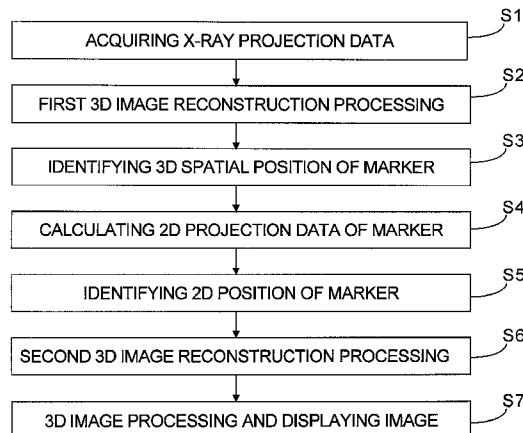 S1
ACQUIRING X-RAY PROJECTION DATA
S2
FIRST 3D IMAGE RECONSTRUCTION PROCESSING
S3
IDENTIFYING 3D SPATIAL POSITION OF MARKER
S4
CALCULATING 2D PROJECTION DATA OF MARKER
S5
IDENTIFYING 2D POSITION OF MARKER
S6
SECOND 3D IMAGE RECONSTRUCTION PROCESSING
S7
3D IMAGE PROCESSING AND DISPLAYING IMAGE